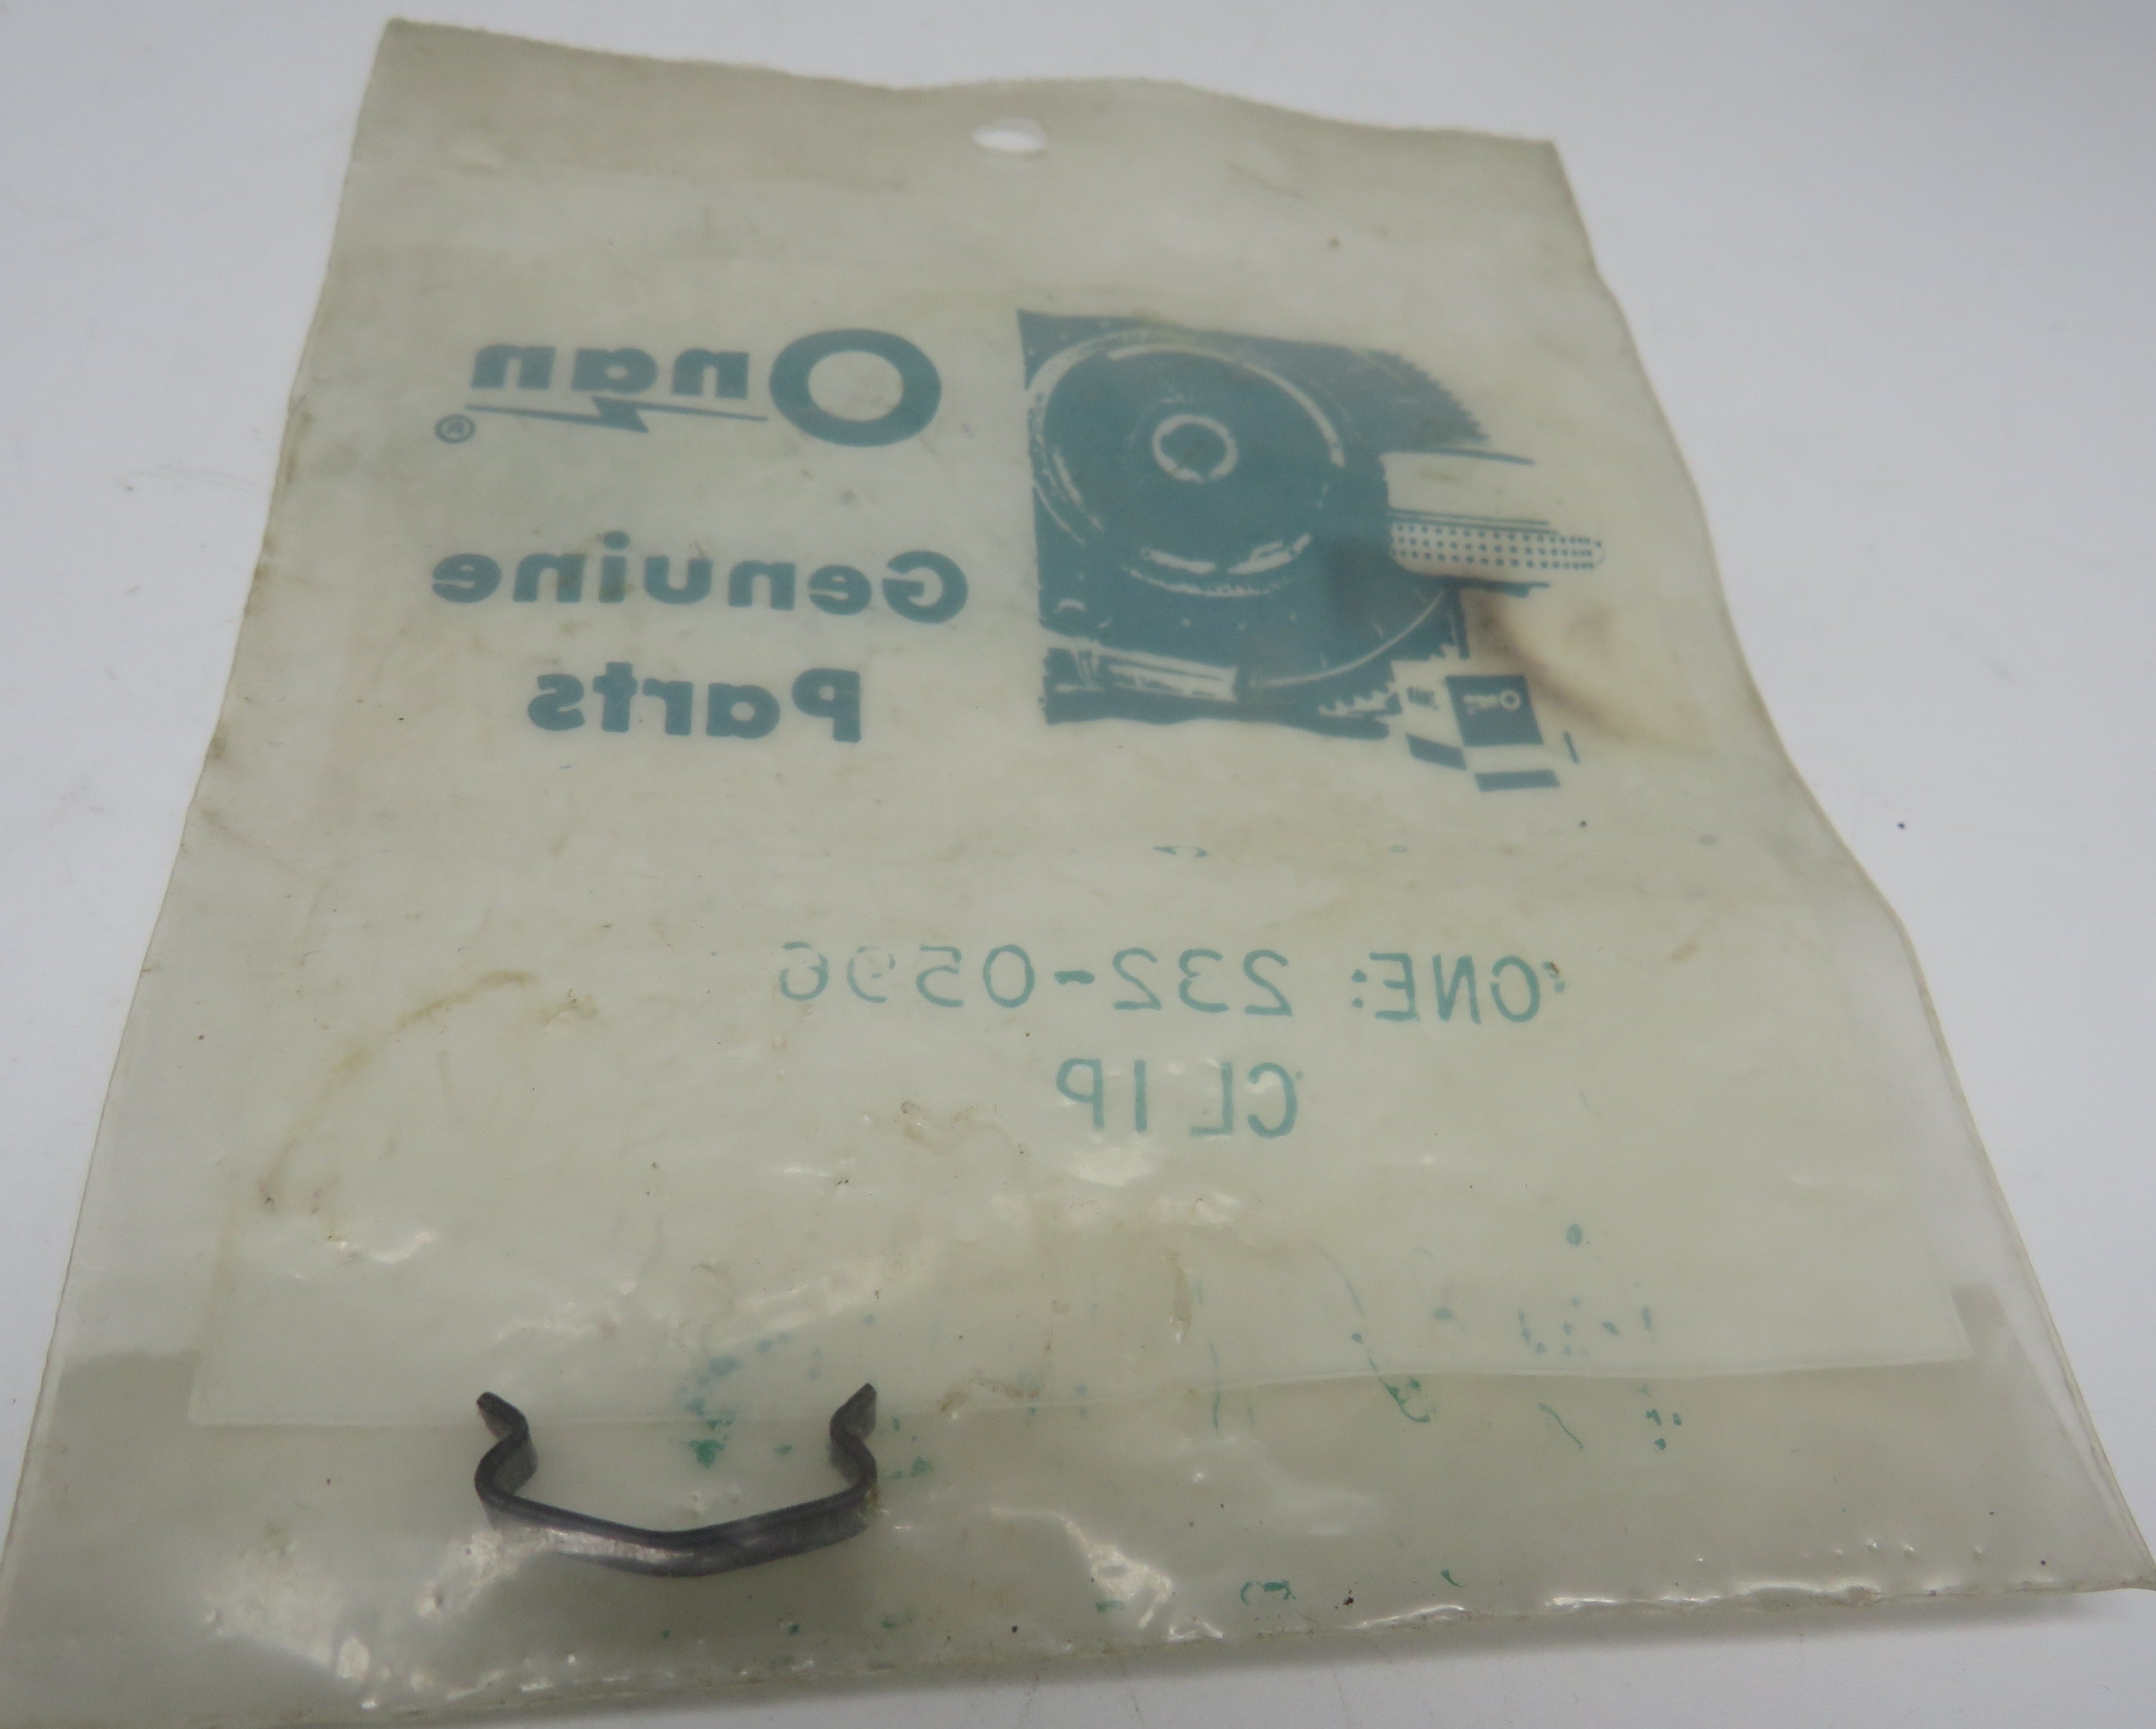 Onan
®
Genuine
Parts
ONE: 232-0596
CLIP